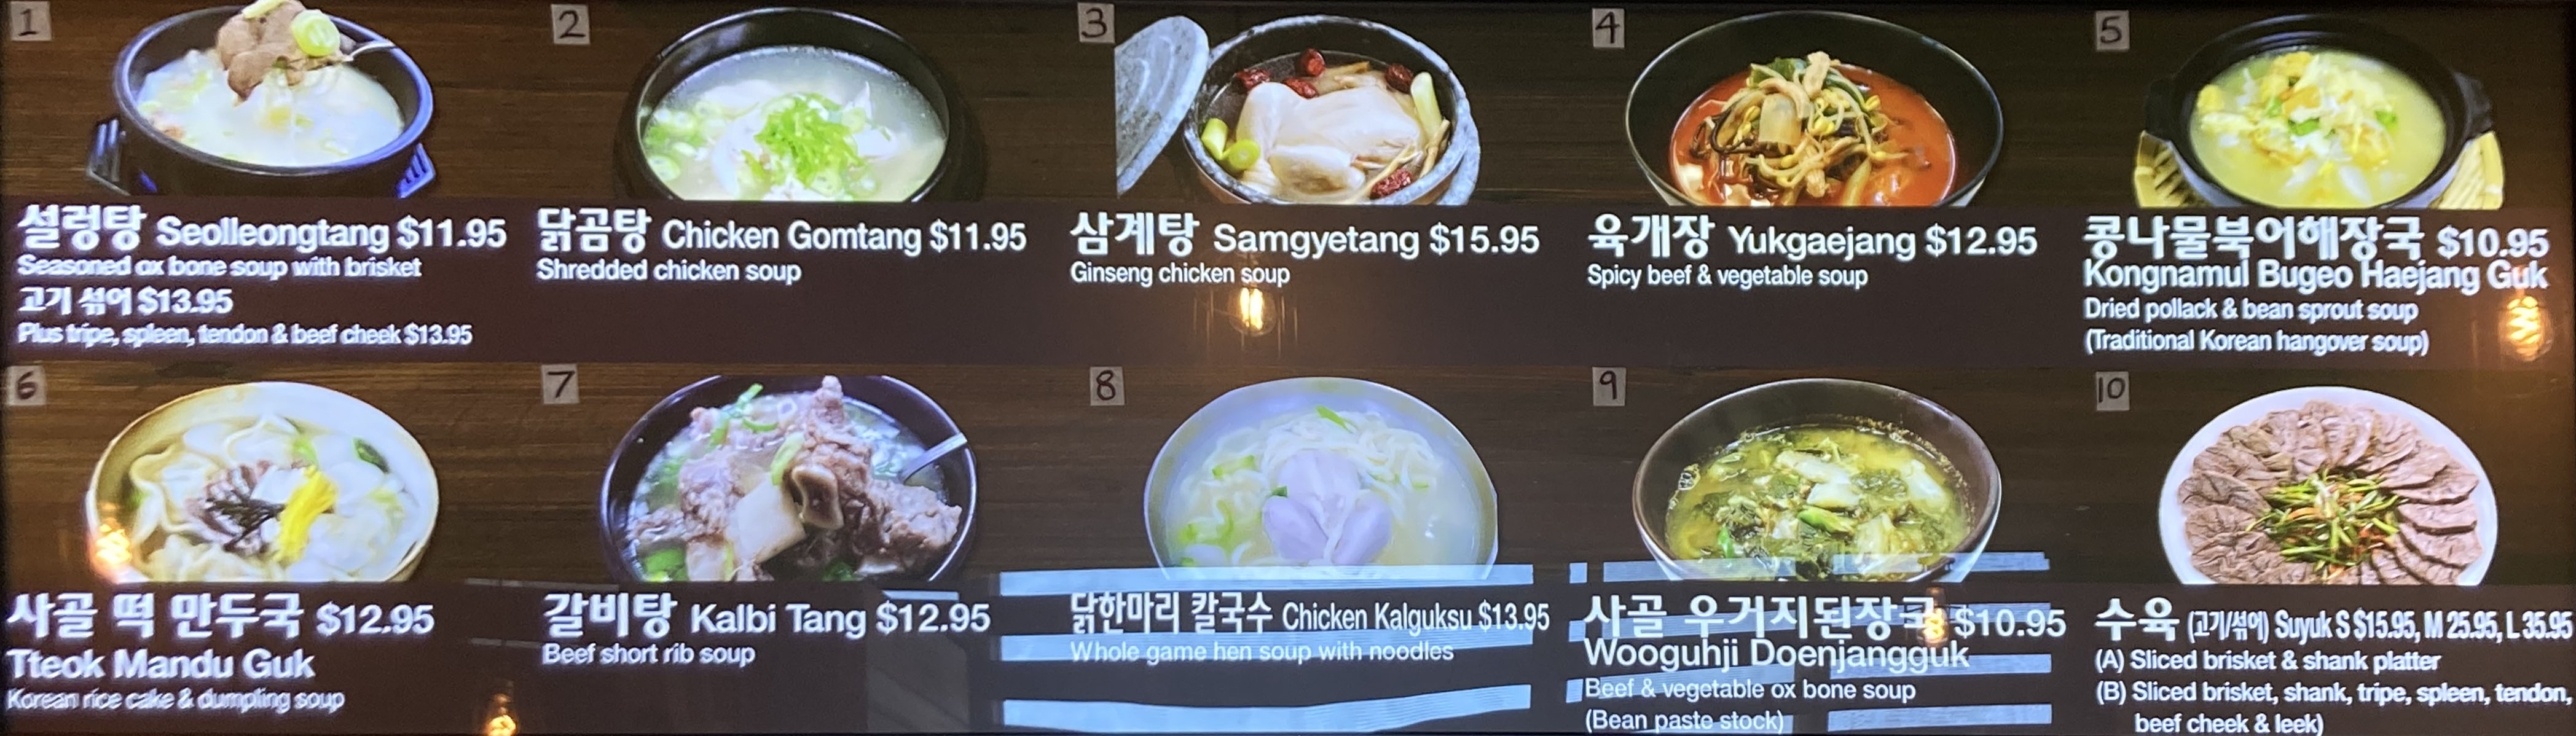 1
설렁탕 Seolleongtang $11.95
Seasoned ox bone soup with brisket
고기 섞어 $13.95
Plus tripe, spleen, tendon & beef cheek $13.95
2
닭곰탕 Chicken Gomtang $11.95
Shredded chicken soup
3
삼계탕 Samgyetang $15.95
Ginseng chicken soup
4
육개장 Yukgaejang $12.95
Spicy beef & vegetable soup
5
콩나물북어해장국 $10.95
Kongnamul Bugeo Haejang Guk
Dried pollack & bean sprout soup
(Traditional Korean hangover soup)
6
사골 떡 만두국 $12.95
Tteok Mandu Guk
Korean rice cake & dumpling soup
7
갈비탕 Kalbi Tang $12.95
Beef short rib soup
8
닭한마리 칼국수 Chicken Kalguksu $13.95
Whole game hen soup with noodles
9
사골 우거지된장국 $10.95
Wooguhji Doenjangguk
Beef & vegetable ox bone soup
(Bean paste stock)
10
수육 (고기/섞어) Suyuk S $15.95, M 25.95, L 35.95
(A) Sliced brisket & shank platter
(B) Sliced brisket, shank, tripe, spleen, tendon,
beef cheek & leek)